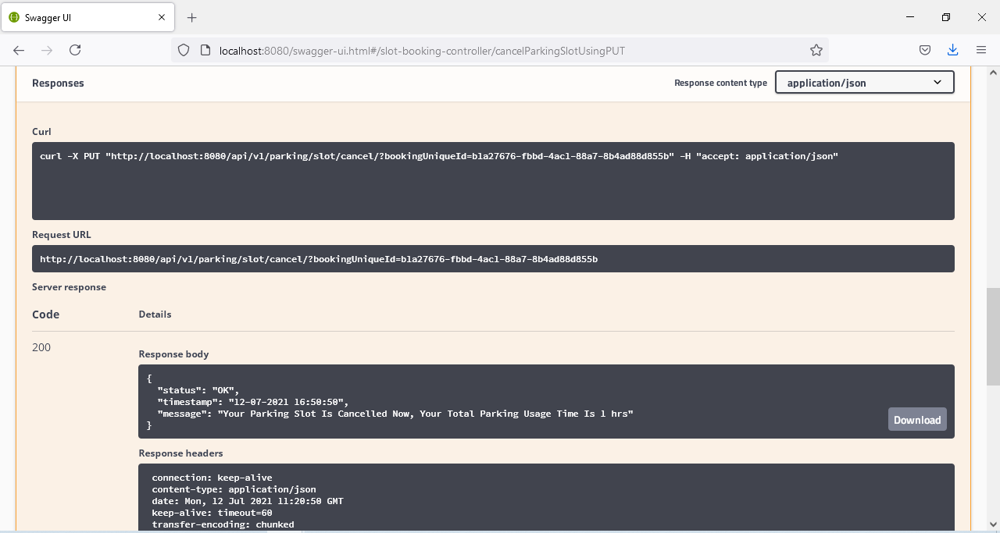 Swagger UI
localhost:8080/swagger-ui.html#/slot-booking-controller/cancelParkingSlotUsingPUT
Responses
Response content type
application/json
Curl
curl -X PUT "http://localhost:8080/api/v1/parking/slot/cancel/?bookingUniqueId=b1a27676-fbbd-4ac1-88a7-8b4ad88d855b" -H "accept: application/json"
Request URL
http://localhost:8080/api/v1/parking/slot/cancel/?bookingUniqueId=b1a27676-fbbd-4ac1-88a7-8b4ad88d855b
Server response
Code
Details
200
Response body
{
"status": "OK",
"timestamp": "12-07-2021 16:50:50",
"message": "Your Parking Slot Is Cancelled Now, Your Total Parking Usage Time Is 1 hrs"
}
Download
Response headers
connection: keep-alive
content-type: application/json
date: Mon, 12 Jul 2021 11:20:50 GMT
keep-alive: timeout=60
transfer-encoding: chunked